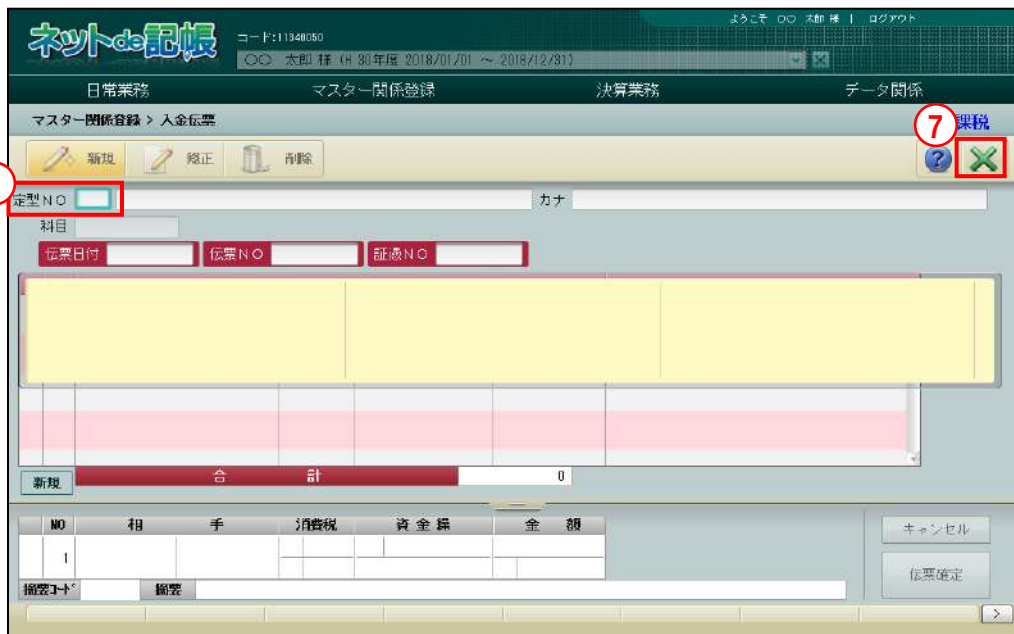 ようこそ 〇〇 太郎 様 | ログアウト
ネットde記帳
コード:11348050
〇〇 太郎 様 (H 30年度 2018/01/01 ～ 2018/12/31)
日常業務 マスター関係登録 決算業務 データ関係
マスター関係登録 > 入金伝票
課税
7
新規 修正 削除
?
定型NO カナ
科目
伝票日付 伝票NO 証憑NO
新規 合 計 0
NO 相 手 消費税 資金繰 金 額
1
キャンセル
伝票確定
摘要コード 摘要
>